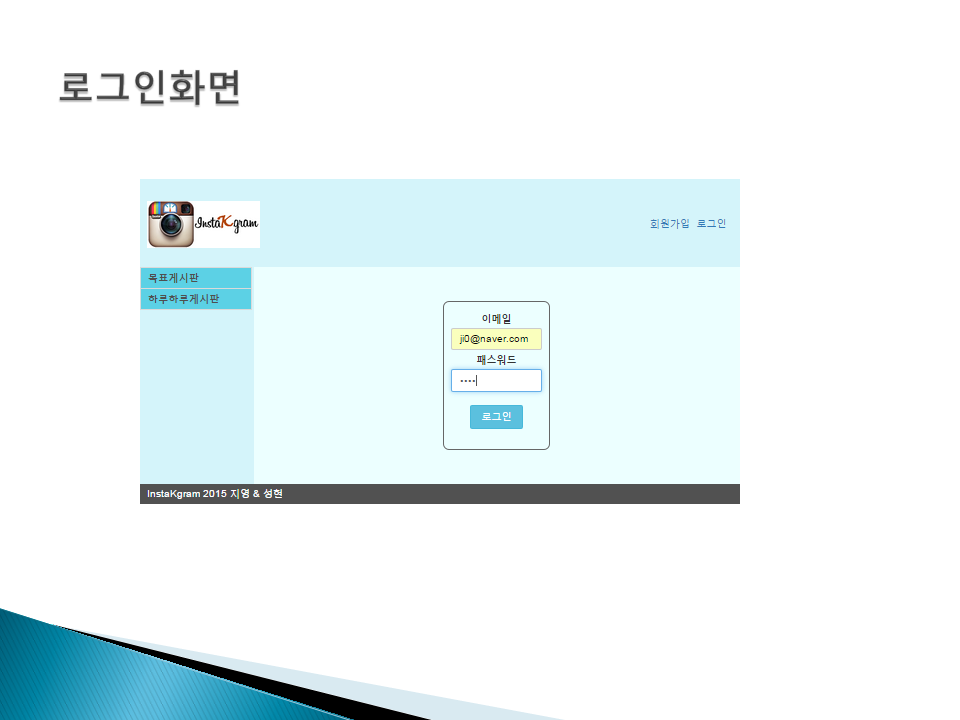 로그인화면
InstaKgram
회원가입 로그인
목표게시판
하루하루게시판
이메일
ji0@naver.com
패스워드
••••
로그인
InstaKgram 2015 지영 & 성현